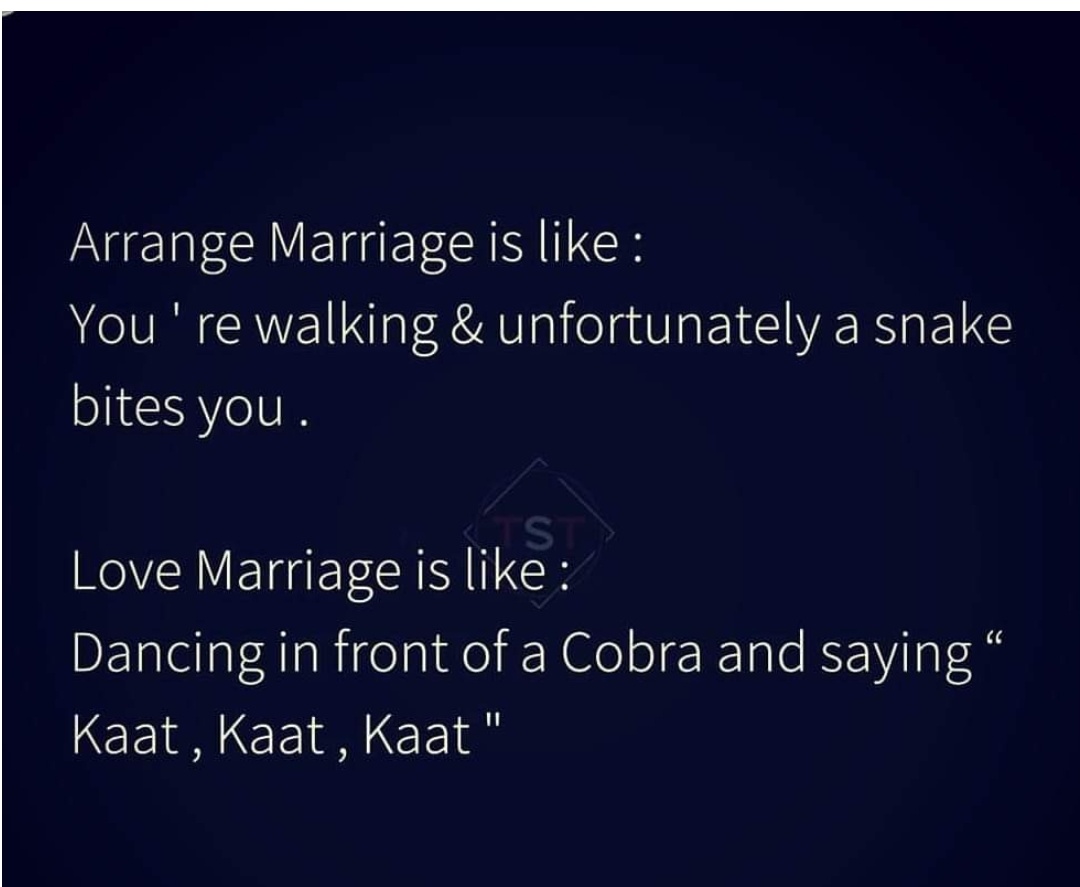 Arrange Marriage is like :
You ' re walking & unfortunately a snake
bites you .
TST
Love Marriage is like :
Dancing in front of a Cobra and saying “
Kaat , Kaat , Kaat "